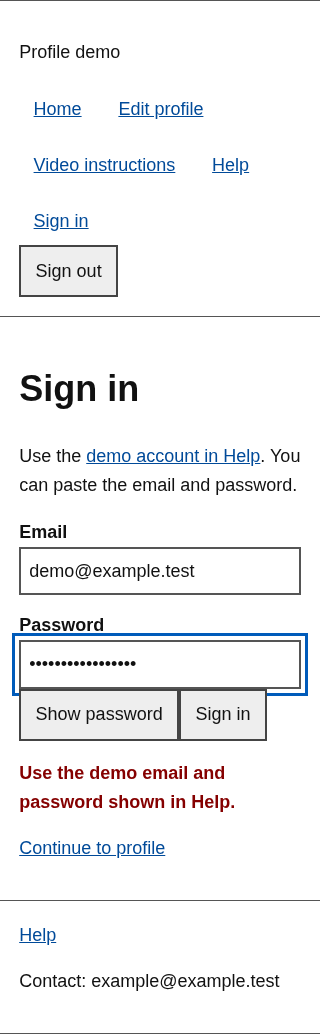 Profile demo
Home Edit profile
Video instructions Help
Sign in
Sign out
Sign in
Use the demo account in Help. You
can paste the email and password.
Email
demo@example.test
Password
•••••••••••••••••
Show password Sign in
Use the demo email and
password shown in Help.
Continue to profile
Help
Contact: example@example.test